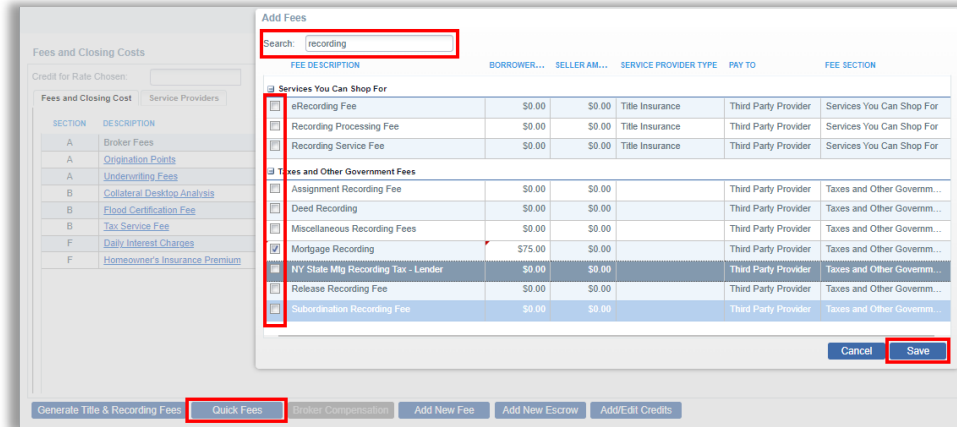 Add Fees
Search: recording
FEE DESCRIPTION BORROWER... SELLER AM... SERVICE PROVIDER TYPE PAY TO FEE SECTION
Services You Can Shop For
eRecording Fee $0.00 $0.00 Title Insurance Third Party Provider Services You Can Shop For
Recording Processing Fee $0.00 $0.00 Title Insurance Third Party Provider Services You Can Shop For
Recording Service Fee $0.00 $0.00 Title Insurance Third Party Provider Services You Can Shop For
Taxes and Other Government Fees
Assignment Recording Fee $0.00 $0.00 Third Party Provider Taxes and Other Governm...
Deed Recording $0.00 $0.00 Third Party Provider Taxes and Other Governm...
Miscellaneous Recording Fees $0.00 $0.00 Third Party Provider Taxes and Other Governm...
Mortgage Recording $75.00 $0.00 Third Party Provider Taxes and Other Governm...
NY State Mtg Recording Tax - Lender $0.00 $0.00 Third Party Provider Taxes and Other Governm...
Release Recording Fee $0.00 $0.00 Third Party Provider Taxes and Other Governm...
Subordination Recording Fee $0.00 $0.00 Third Party Provider Taxes and Other Governm...
Cancel Save
Fees and Closing Costs
Credit for Rate Chosen:
Fees and Closing Cost Service Providers
SECTION DESCRIPTION
A Broker Fees
A Origination Points
A Underwriting Fees
B Collateral Desktop Analysis
B Flood Certification Fee
B Tax Service Fee
F Daily Interest Charges
F Homeowner's Insurance Premium
Generate Title & Recording Fees Quick Fees Broker Compensation Add New Fee Add New Escrow Add/Edit Credits